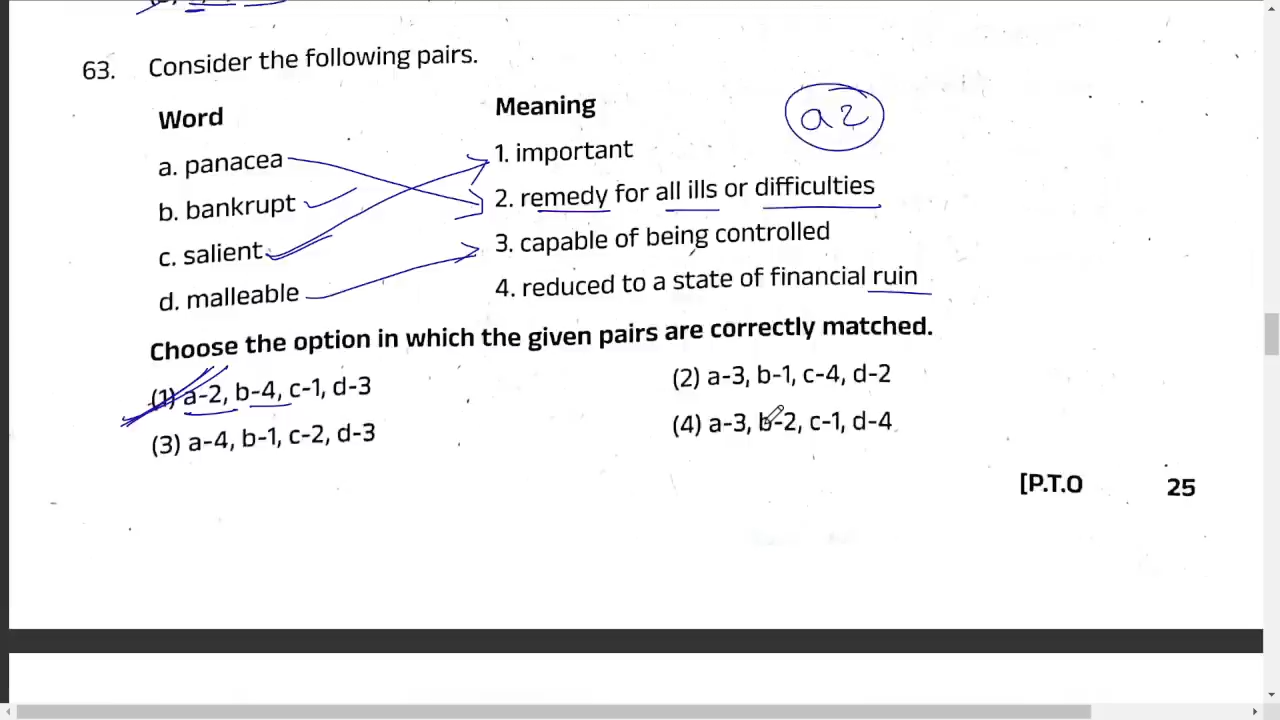 63. Consider the following pairs.
Word Meaning
a2
a. panacea 1. important
b. bankrupt 2. remedy for all ills or difficulties
c. salient 3. capable of being controlled
d. malleable 4. reduced to a state of financial ruin
Choose the option in which the given pairs are correctly matched.
(1) a-2, b-4, c-1, d-3 (2) a-3, b-1, c-4, d-2
(3) a-4, b-1, c-2, d-3 (4) a-3, b-2, c-1, d-4
[P.T.O 25